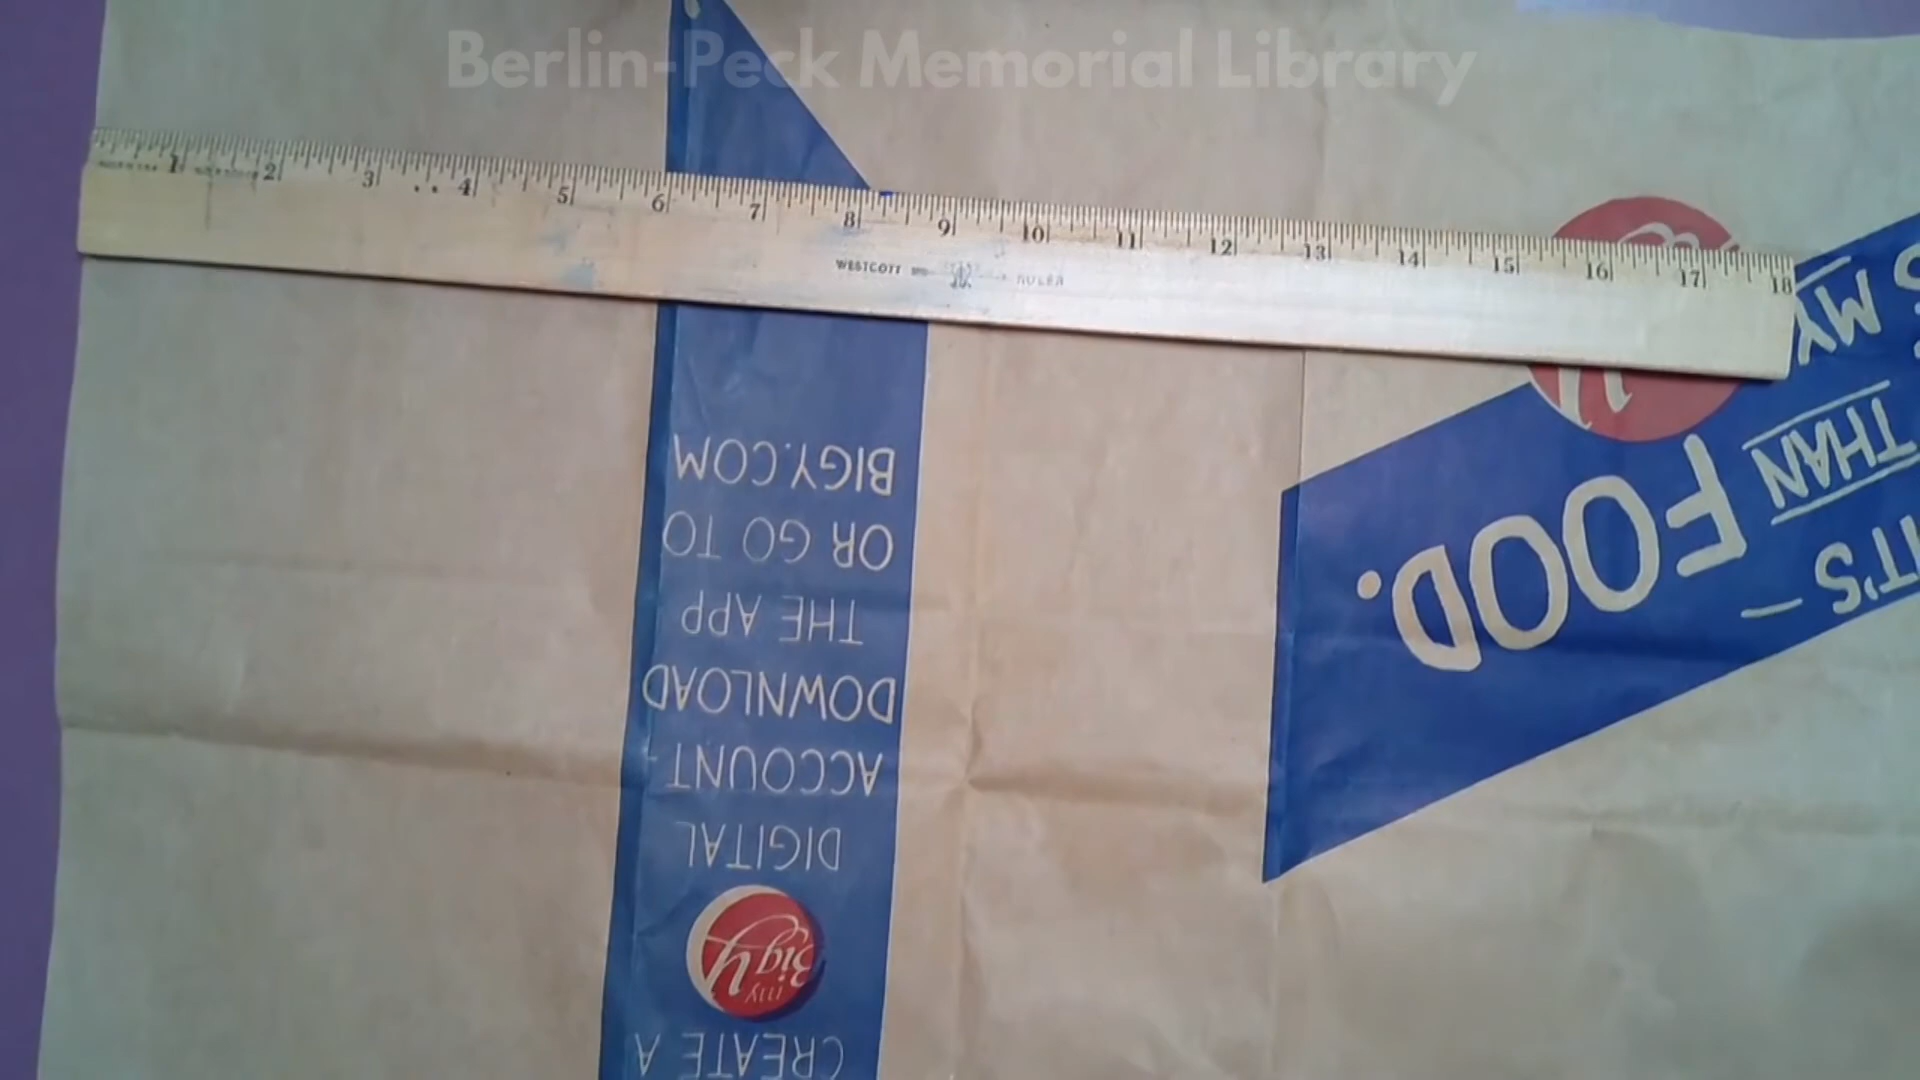 Berlin-Peck Memorial Library
1 2 3 4 5 6 7 8 9 10 11 12 13 14 15 16 17 18
WESTCOTT
RULER
CREATE A
my
Big Y
DIGITAL
ACCOUNT
DOWNLOAD
THE APP
OR GO TO
BIGY.COM
IT'S
THAN
FOOD.
MY